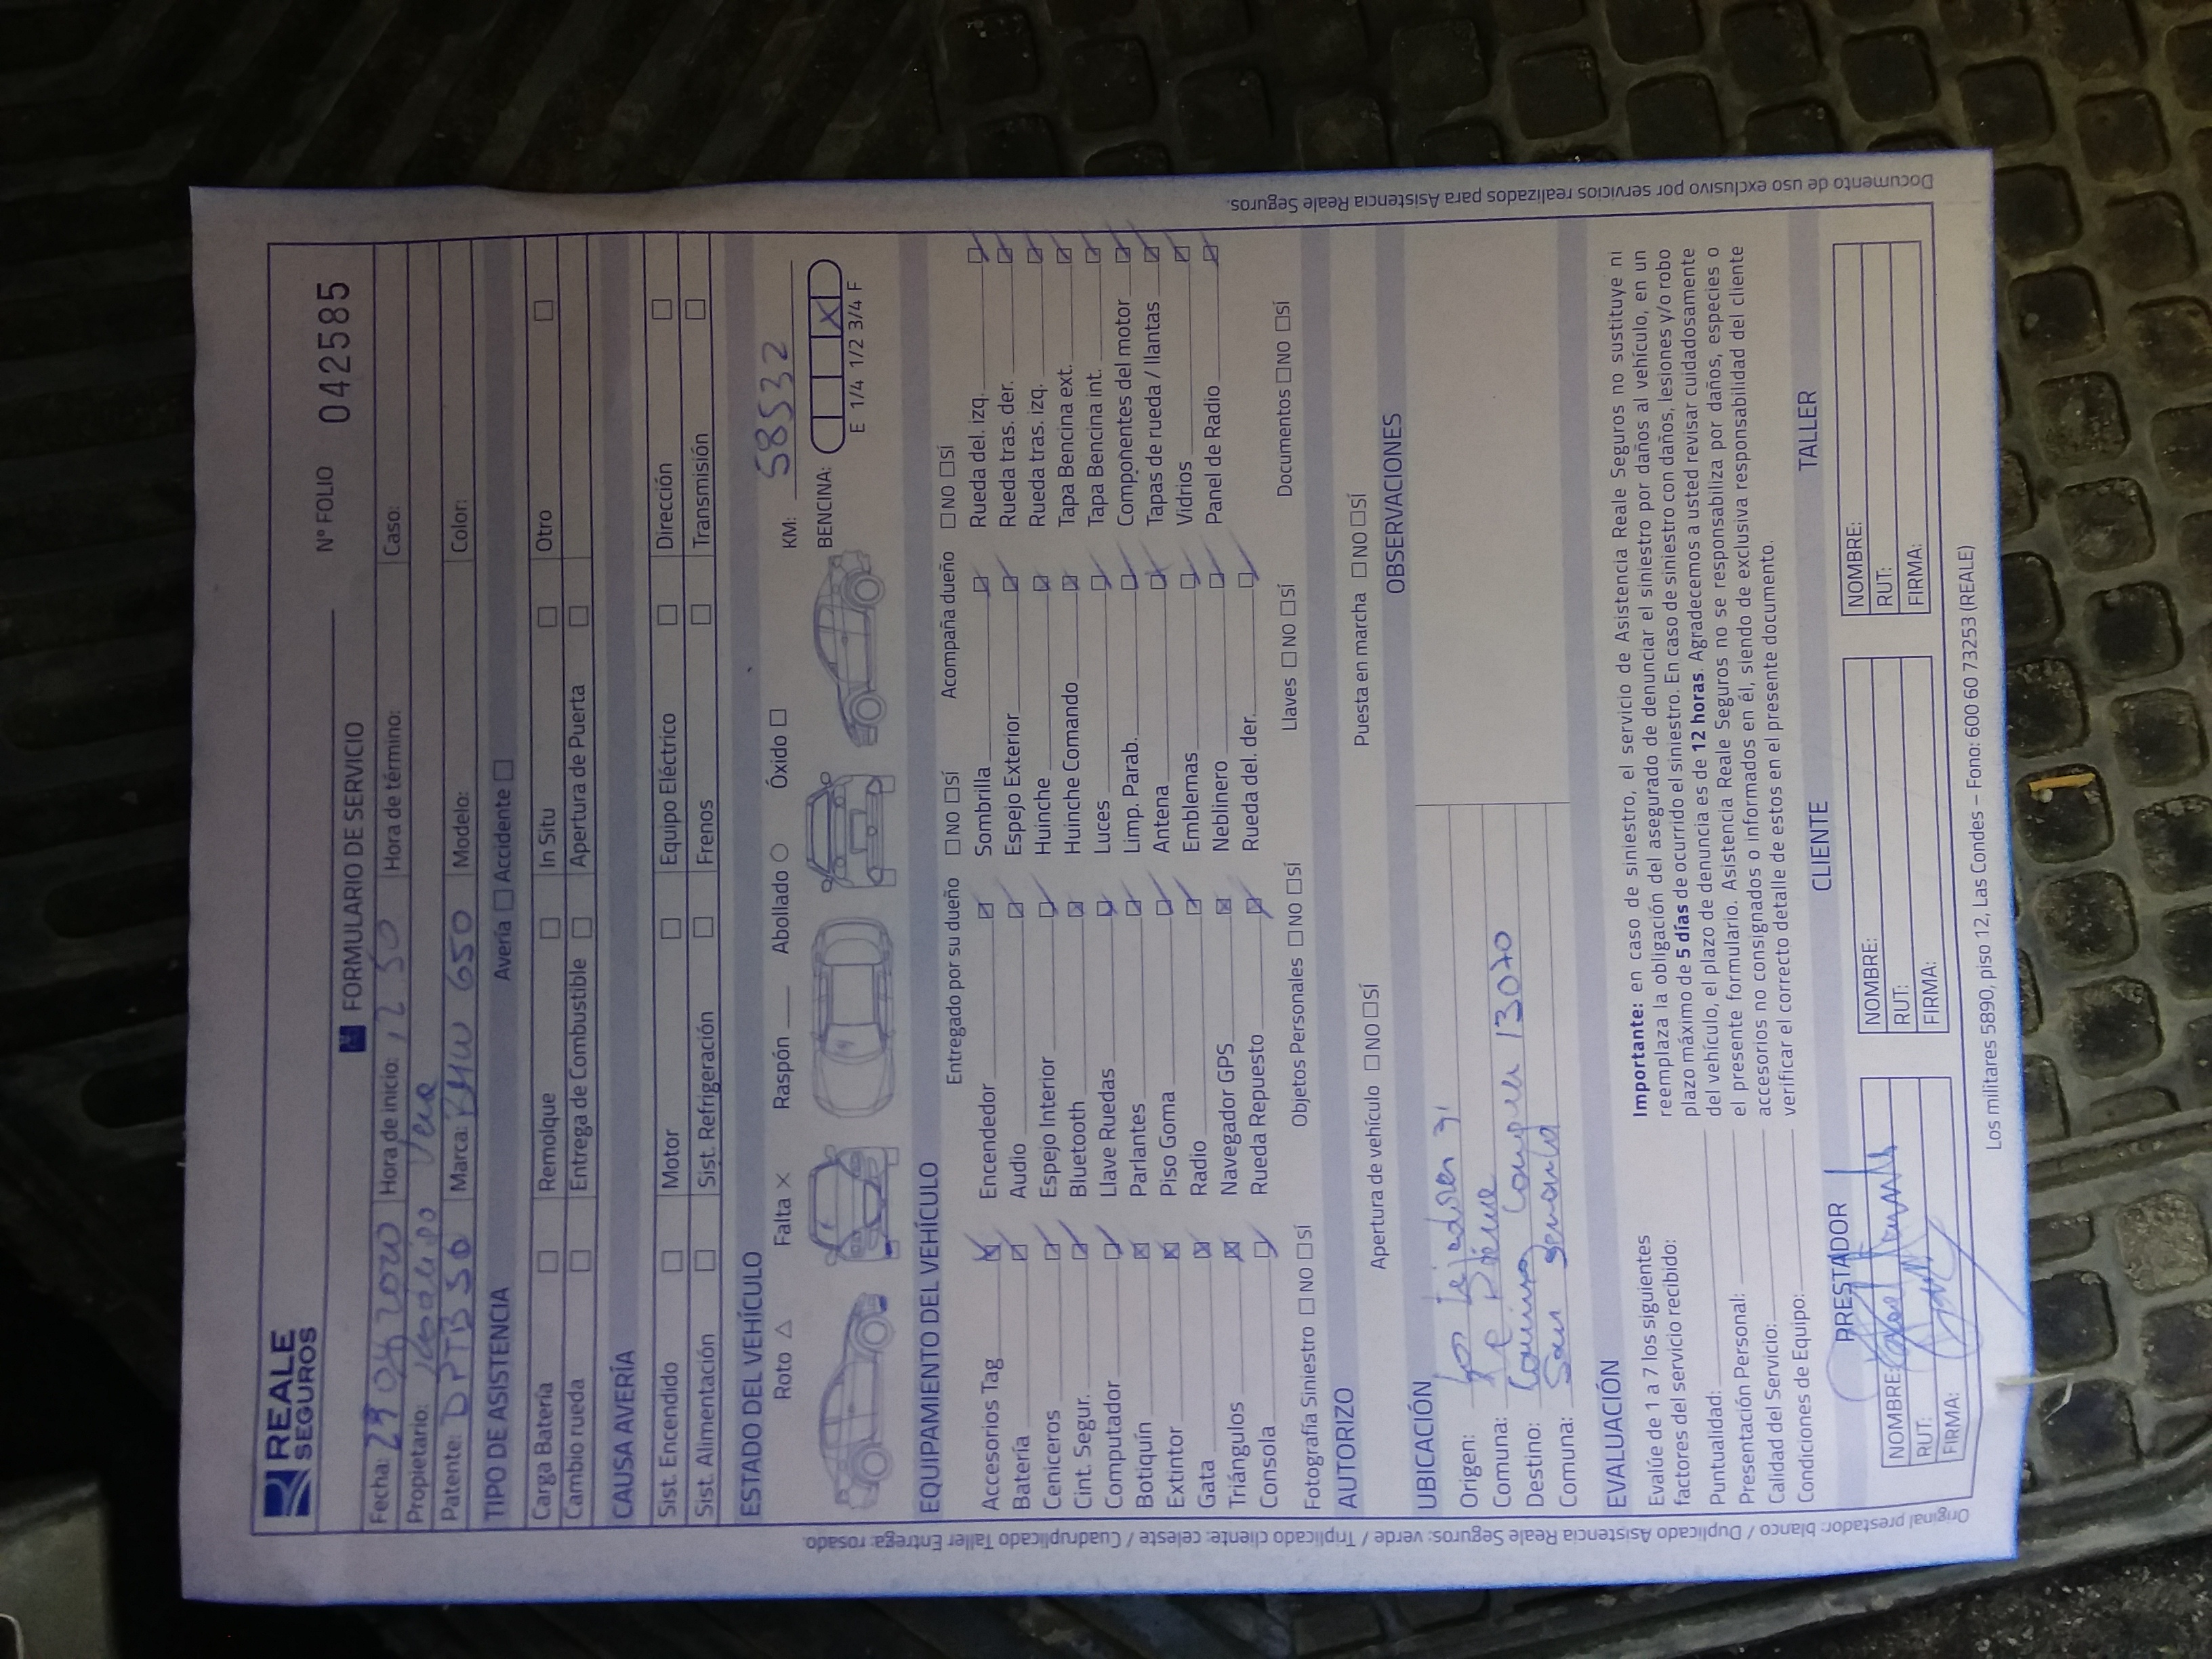 REALE
SEGUROS
Nº FOLIO 042585
FORMULARIO DE SERVICIO
Fecha: 29 04 2020 Hora de inicio: 12 50 Hora de término: Caso:
Propietario: Vera
Patente: DPTB50 Marca: BMW 650 Modelo: Color:
TIPO DE ASISTENCIA Avería Accidente
Carga Batería Remolque In Situ Otro
Cambio rueda Entrega de Combustible Apertura de Puerta
CAUSA AVERÍA
Sist. Encendido Motor Equipo Eléctrico Dirección
Sist. Alimentación Sist. Refrigeración Frenos Transmisión
ESTADO DEL VEHÍCULO
Roto △ Falta × Raspón __ Abollado ○ Óxido □ KM: 58532
BENCINA:
E 1/4 1/2 3/4 F
EQUIPAMIENTO DEL VEHÍCULO Entregado por su dueño NO SÍ Acompaña dueño NO SÍ
Accesorios Tag Encendedor Sombrilla Rueda del. izq.
Batería Audio Espejo Exterior Rueda tras. der.
Ceniceros Espejo Interior Huinche Rueda tras. izq.
Cint. Segur. Bluetooth Huinche Comando Tapa Bencina ext.
Computador Llave Ruedas Luces Tapa Bencina int.
Botiquín Parlantes Limp. Parab. Componentes del motor
Extintor Piso Goma Antena Tapas de rueda / llantas
Gata Radio Emblemas Vidrios
Triángulos Navegador GPS Neblinero Panel de Radio
Consola Rueda Repuesto Rueda del. der.
Fotografía Siniestro NO SÍ Objetos Personales NO SÍ Llaves NO SÍ Documentos NO SÍ
AUTORIZO Apertura de vehículo NO SÍ Puesta en marcha NO SÍ
UBICACIÓN OBSERVACIONES
Origen:
Comuna:
Destino: Camino 13070
Comuna: San Bernardo
EVALUACIÓN
Evalúe de 1 a 7 los siguientes
factores del servicio recibido:
Puntualidad:
Presentación Personal:
Calidad del Servicio:
Condiciones de Equipo:
Importante: en caso de siniestro, el servicio de Asistencia Reale Seguros no sustituye ni
reemplaza la obligación del asegurado de denunciar el siniestro por daños al vehículo, en un
plazo máximo de 5 días de ocurrido el siniestro. En caso de siniestro con daños, lesiones y/o robo
del vehículo, el plazo de denuncia es de 12 horas. Agradecemos a usted revisar cuidadosamente
el presente formulario. Asistencia Reale Seguros no se responsabiliza por daños, especies o
accesorios no consignados o informados en él, siendo de exclusiva responsabilidad del cliente
verificar el correcto detalle de estos en el presente documento.
PRESTADOR CLIENTE TALLER
NOMBRE: NOMBRE: NOMBRE:
RUT: RUT: RUT:
FIRMA: FIRMA: FIRMA:
Los militares 5890, piso 12, Las Condes – Fono: 600 60 73253 (REALE)
Original prestador: blanco / Duplicado Asistencia Reale Seguros: verde / Triplicado cliente: celeste / Cuadruplicado Taller Entrega: rosado.
Documento de uso exclusivo por servicios realizados para Asistencia Reale Seguros.